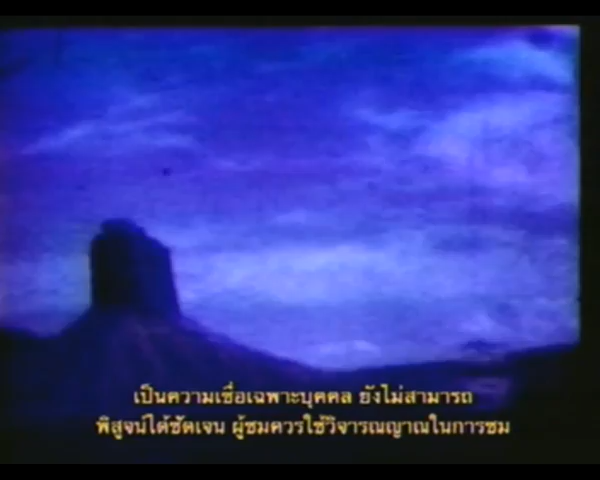 เป็นความเชื่อเฉพาะบุคคล ยังไม่สามารถ
พิสูจน์ได้ชัดเจน ผู้ชมควรใช้วิจารณญาณในการชม